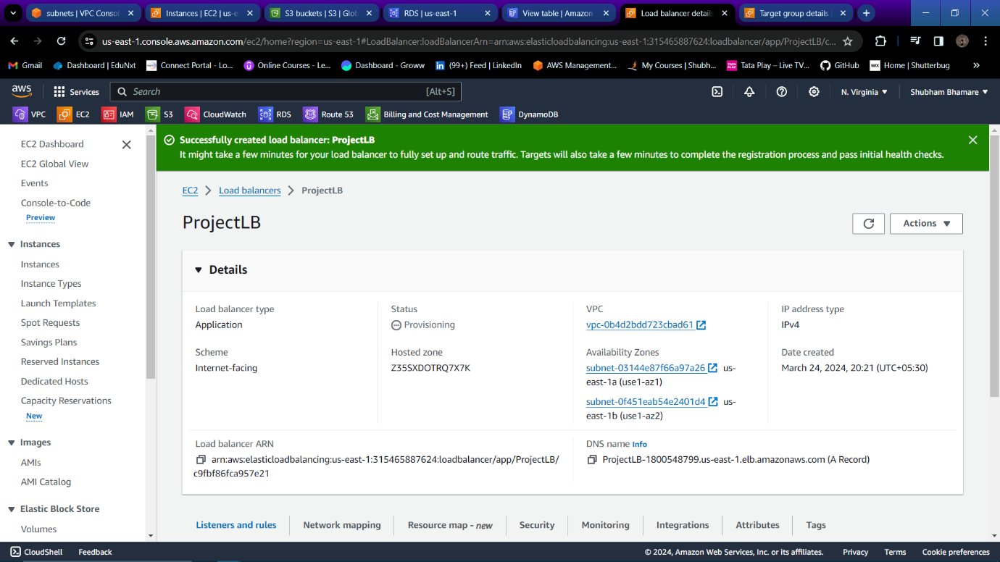 subnets | VPC Conso
Instances | EC2 | us-e
S3 buckets | S3 | Glob
RDS | us-east-1
View table | Amazon
Load balancer details
Target group details
us-east-1.console.aws.amazon.com/ec2/home?region=us-east-1#LoadBalancer:loadBalancerArn=arn:aws:elasticloadbalancing:us-east-1:315465887624:loadbalancer/app/ProjectLB/c...
Gmail
Dashboard | EduNxt
Connect Portal - Lo...
Online Courses - Le...
Dashboard - Groww
(99+) Feed | LinkedIn
AWS Management...
My Courses | Shubh...
Tata Play – Live TV...
GitHub
Home | Shutterbug
aws
Services
Search
[Alt+S]
N. Virginia
Shubham Bhamare
VPC
EC2
IAM
S3
CloudWatch
RDS
Route 53
Billing and Cost Management
DynamoDB
EC2 Dashboard
EC2 Global View
Events
Console-to-Code
Preview
Instances
Instances
Instance Types
Launch Templates
Spot Requests
Savings Plans
Reserved Instances
Dedicated Hosts
Capacity Reservations
New
Images
AMIs
AMI Catalog
Elastic Block Store
Volumes
Successfully created load balancer: ProjectLB
It might take a few minutes for your load balancer to fully set up and route traffic. Targets will also take a few minutes to complete the registration process and pass initial health checks.
EC2
Load balancers
ProjectLB
ProjectLB
Actions
Details
Load balancer type
Application
Status
Provisioning
VPC
vpc-0b4d2bdd723cbad61
IP address type
IPv4
Scheme
Internet-facing
Hosted zone
Z35SXDOTRQ7X7K
Availability Zones
subnet-03144e87f66a97a26 us-
east-1a (use1-az1)
subnet-0f451eab54e2401d4 us-
east-1b (use1-az2)
Date created
March 24, 2024, 20:21 (UTC+05:30)
Load balancer ARN
arn:aws:elasticloadbalancing:us-east-1:315465887624:loadbalancer/app/ProjectLB/
c9fbf86fca957e21
DNS name Info
ProjectLB-1800548799.us-east-1.elb.amazonaws.com (A Record)
Listeners and rules
Network mapping
Resource map - new
Security
Monitoring
Integrations
Attributes
Tags
CloudShell
Feedback
© 2024, Amazon Web Services, Inc. or its affiliates.
Privacy
Terms
Cookie preferences